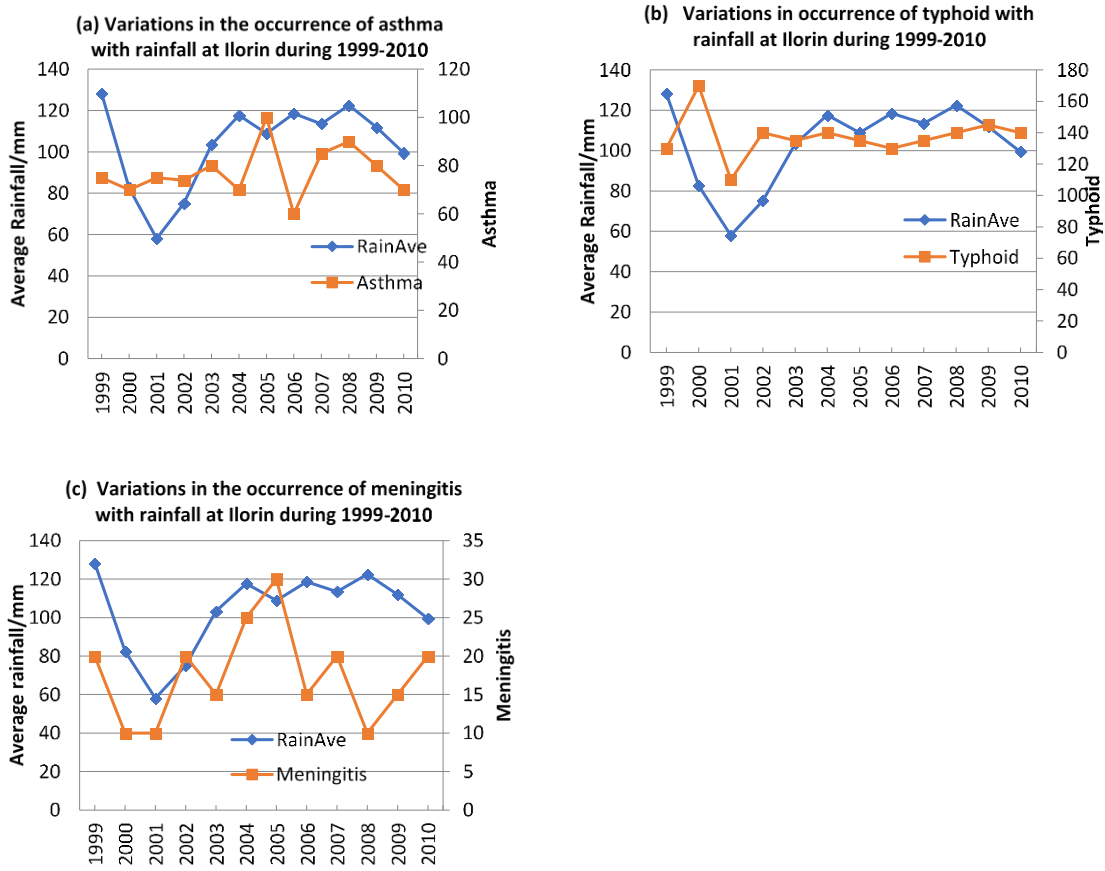 (a) Variations in the occurrence of asthma
with rainfall at Ilorin during 1999-2010
140
120
100
80
60
40
20
0
Average Rainfall/mm
120
100
80
60
40
20
0
Asthma
RainAve
Asthma
1999 2000 2001 2002 2003 2004 2005 2006 2007 2008 2009 2010
(b) Variations in occurrence of typhoid with
rainfall at Ilorin during 1999-2010
140
120
100
80
60
40
20
0
Average Rainfall/mm
180
160
140
120
100
80
60
40
20
0
Typhoid
RainAve
Typhoid
1999 2000 2001 2002 2003 2004 2005 2006 2007 2008 2009 2010
(c) Variations in the occurrence of meningitis
with rainfall at Ilorin during 1999-2010
140
120
100
80
60
40
20
0
Average rainfall/mm
35
30
25
20
15
10
5
0
Meningitis
RainAve
Meningitis
1999 2000 2001 2002 2003 2004 2005 2006 2007 2008 2009 2010